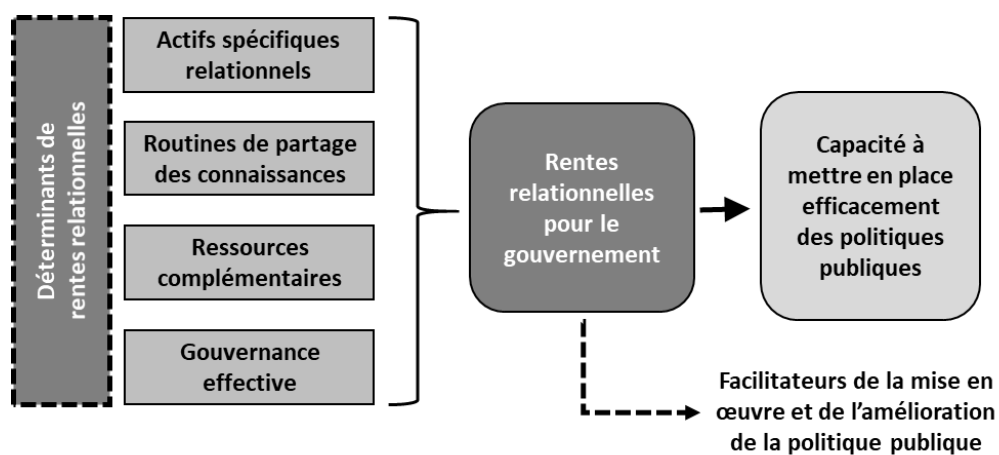 Déterminants de
rentes relationnelles
Actifs spécifiques
relationnels
Routines de partage
des connaissances
Ressources
complémentaires
Gouvernance
effective
Rentes
relationnelles
pour le
gouvernement
Capacité à
mettre en place
efficacement
des politiques
publiques
Facilitateurs de la mise en
œuvre et de l'amélioration
de la politique publique